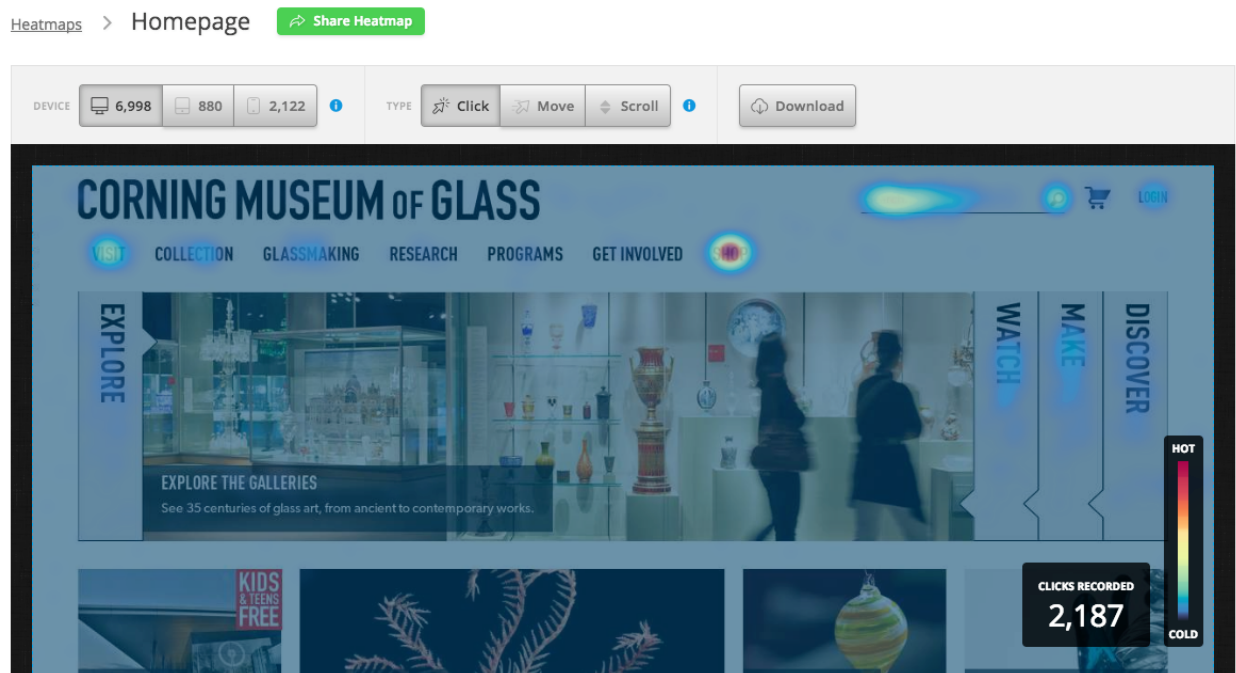 Heatmaps > Homepage Share Heatmap
DEVICE 6,998 880 2,122 TYPE Click Move Scroll Download
CORNING MUSEUM OF GLASS
LOGIN
VISIT COLLECTION GLASSMAKING RESEARCH PROGRAMS GET INVOLVED SHOP
EXPLORE
WATCH
MAKE
DISCOVER
EXPLORE THE GALLERIES
See 35 centuries of glass art, from ancient to contemporary works.
HOT
KIDS
& TEENS
FREE
CLICKS RECORDED
2,187
COLD